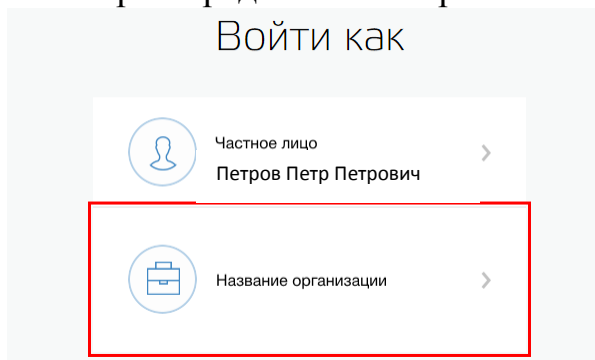 Войти как
Частное лицо
Петров Петр Петрович
Название организации